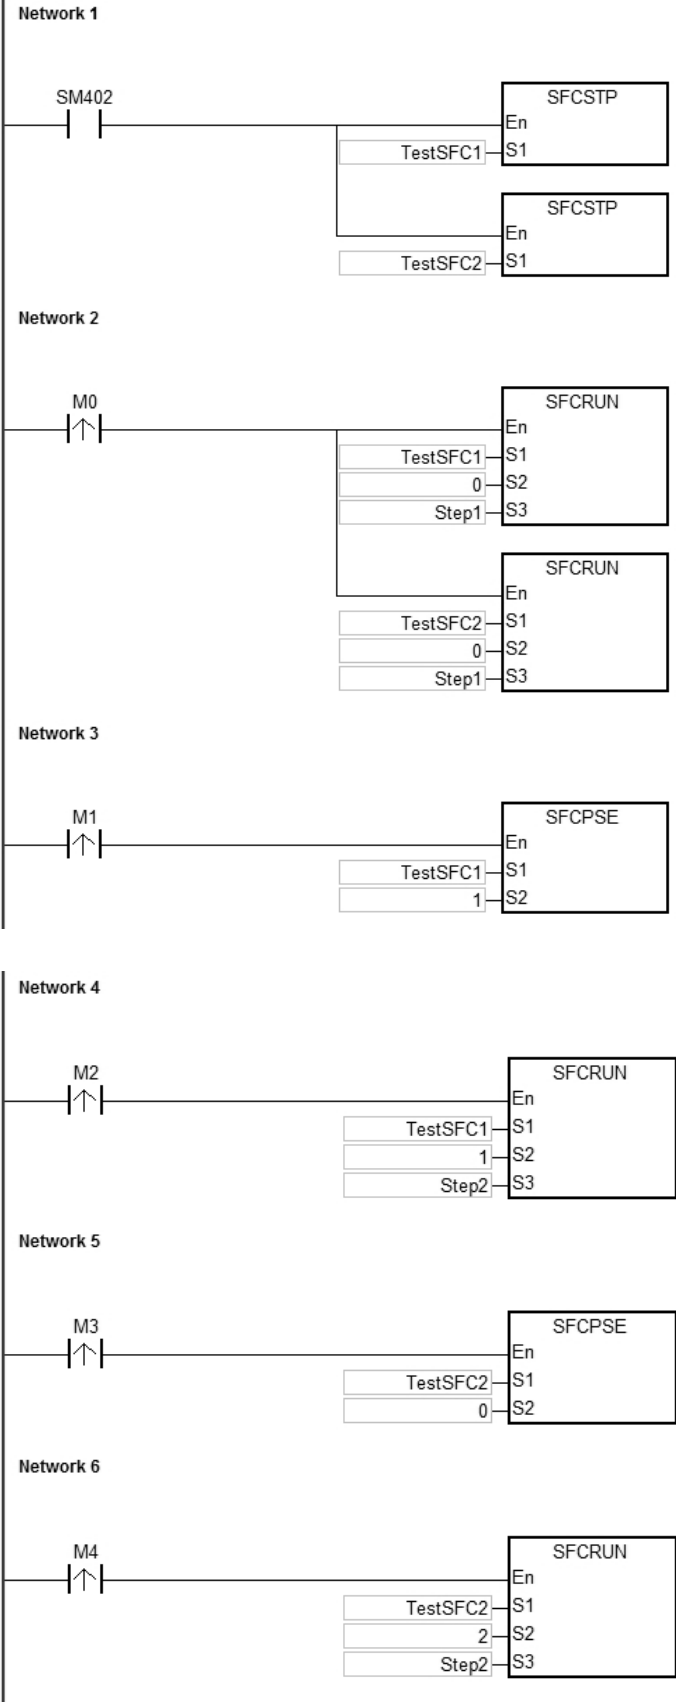 Network 1
SM402
SFCSTP
En
TestSFC1 S1
SFCSTP
En
TestSFC2 S1
Network 2
M0
SFCRUN
En
TestSFC1 S1
0 S2
Step1 S3
SFCRUN
En
TestSFC2 S1
0 S2
Step1 S3
Network 3
M1
SFCPSE
En
TestSFC1 S1
1 S2
Network 4
M2
SFCRUN
En
TestSFC1 S1
1 S2
Step2 S3
Network 5
M3
SFCPSE
En
TestSFC2 S1
0 S2
Network 6
M4
SFCRUN
En
TestSFC2 S1
2 S2
Step2 S3